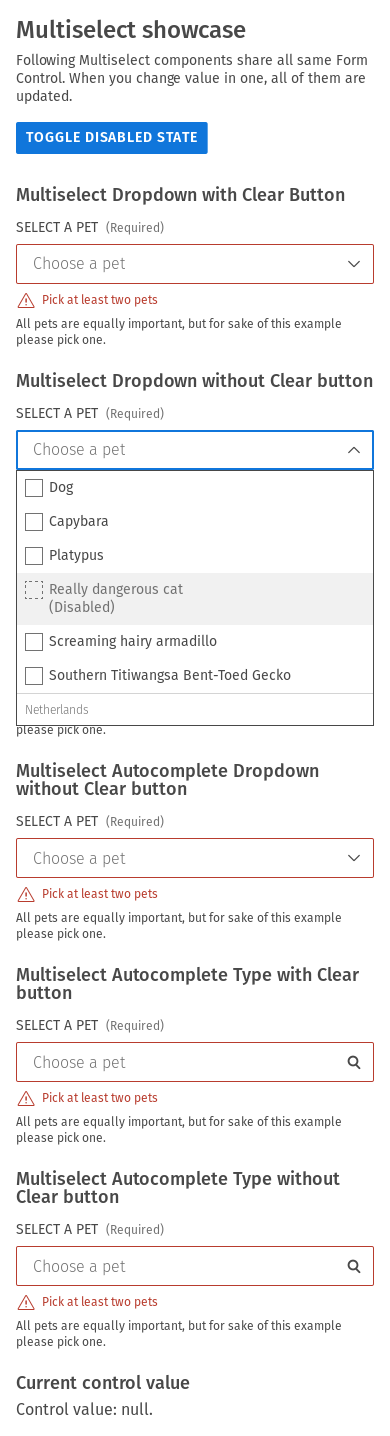 Multiselect showcase
Following Multiselect components share all same Form
Control. When you change value in one, all of them are
updated.
TOGGLE DISABLED STATE
Multiselect Dropdown with Clear Button
SELECT A PET (Required)
Choose a pet
Pick at least two pets
All pets are equally important, but for sake of this example
please pick one.
Multiselect Dropdown without Clear button
SELECT A PET (Required)
Choose a pet
Dog
Capybara
Platypus
Really dangerous cat
(Disabled)
Screaming hairy armadillo
Southern Titiwangsa Bent-Toed Gecko
Netherlands
please pick one.
Multiselect Autocomplete Dropdown
without Clear button
SELECT A PET (Required)
Choose a pet
Pick at least two pets
All pets are equally important, but for sake of this example
please pick one.
Multiselect Autocomplete Type with Clear
button
SELECT A PET (Required)
Choose a pet
Pick at least two pets
All pets are equally important, but for sake of this example
please pick one.
Multiselect Autocomplete Type without
Clear button
SELECT A PET (Required)
Choose a pet
Pick at least two pets
All pets are equally important, but for sake of this example
please pick one.
Current control value
Control value: null.